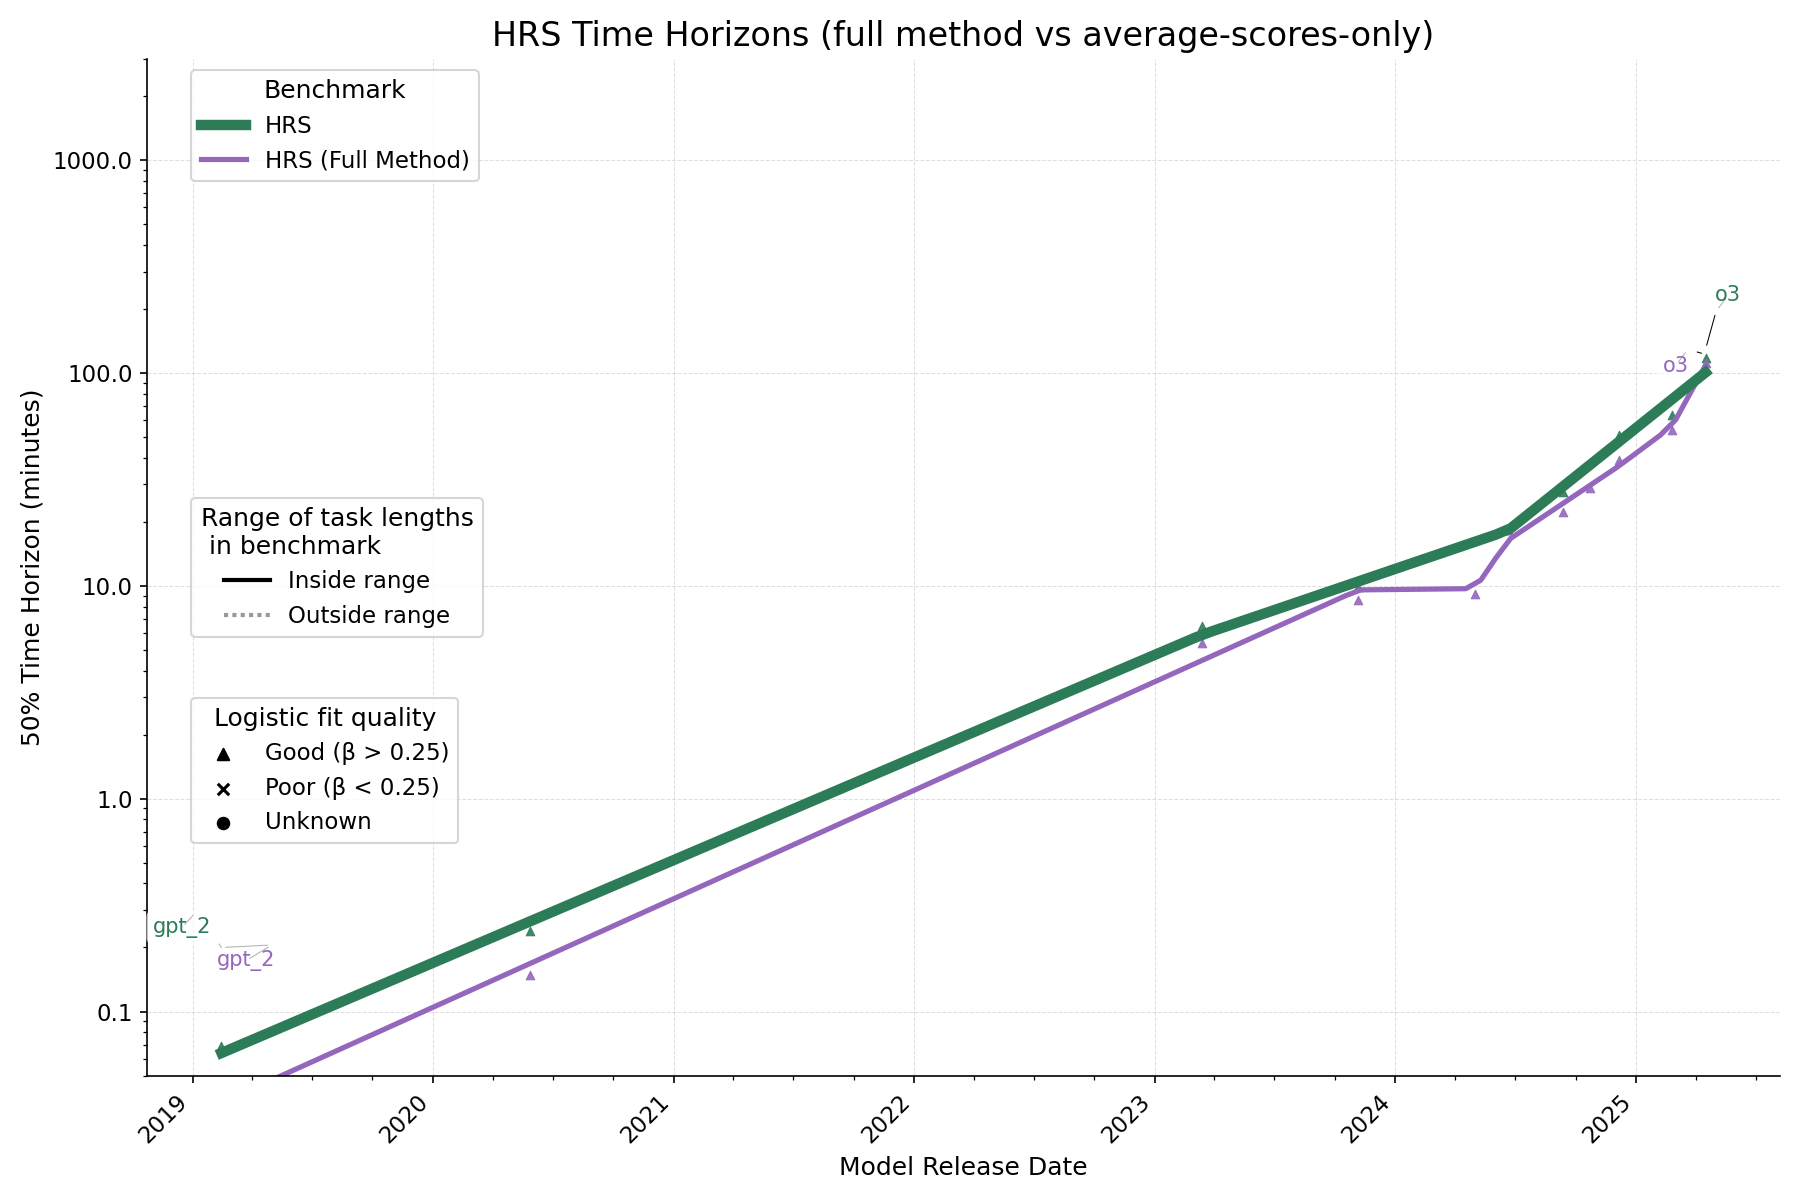 HRS Time Horizons (full method vs average-scores-only)
Benchmark
HRS
HRS (Full Method)
Range of task lengths
in benchmark
Inside range
Outside range
Logistic fit quality
Good (β > 0.25)
Poor (β < 0.25)
Unknown
50% Time Horizon (minutes)
1000.0
100.0
10.0
1.0
0.1
o3
o3
gpt_2
gpt_2
2019
2020
2021
2022
2023
2024
2025
Model Release Date